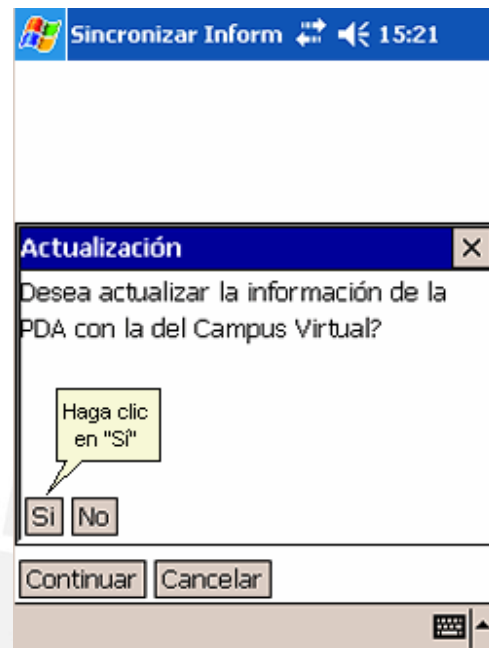 Sincronizar Inform 15:21
Actualización
Desea actualizar la información de la
PDA con la del Campus Virtual?
Haga clic
en "Sí"
Si No
Continuar Cancelar